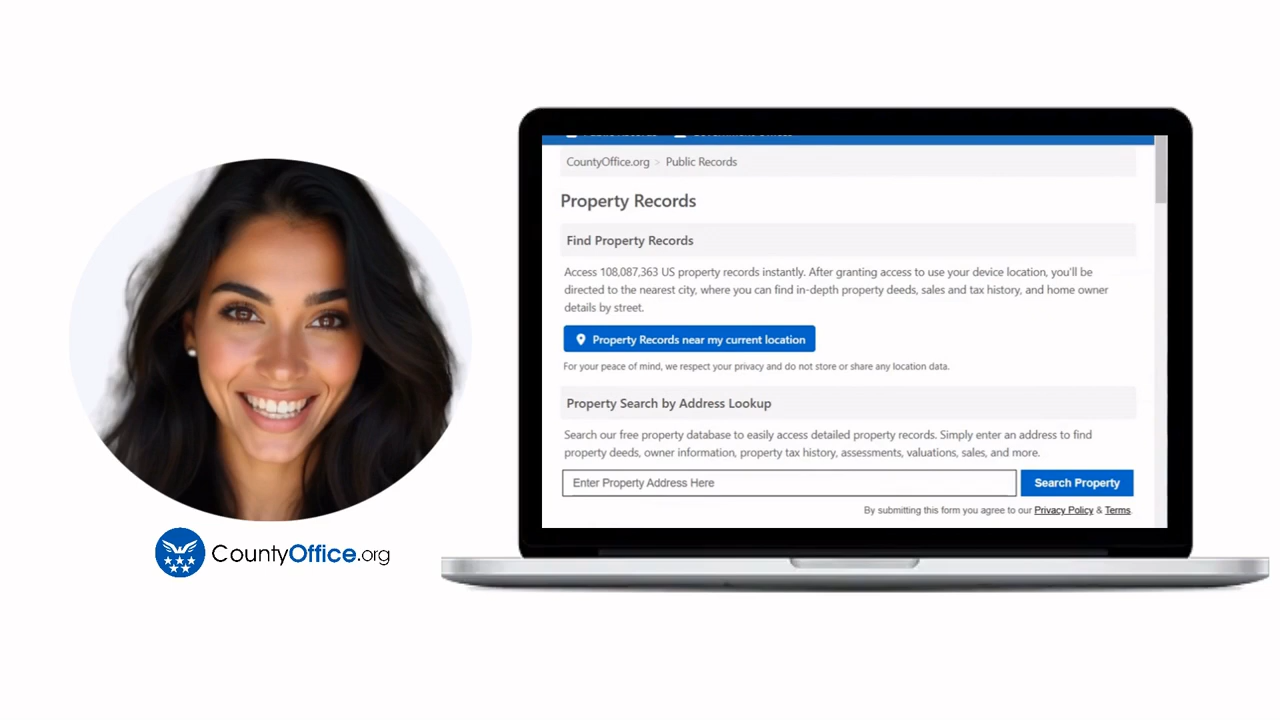 CountyOffice.org > Public Records
Property Records
Find Property Records
Access 108,087,363 US property records instantly. After granting access to use your device location, you'll be
directed to the nearest city, where you can find in-depth property deeds, sales and tax history, and home owner
details by street.
Property Records near my current location
For your peace of mind, we respect your privacy and do not store or share any location data.
Property Search by Address Lookup
Search our free property database to easily access detailed property records. Simply enter an address to find
property deeds, owner information, property tax history, assessments, valuations, sales, and more.
Enter Property Address Here
Search Property
By submitting this form you agree to our Privacy Policy & Terms.
CountyOffice.org